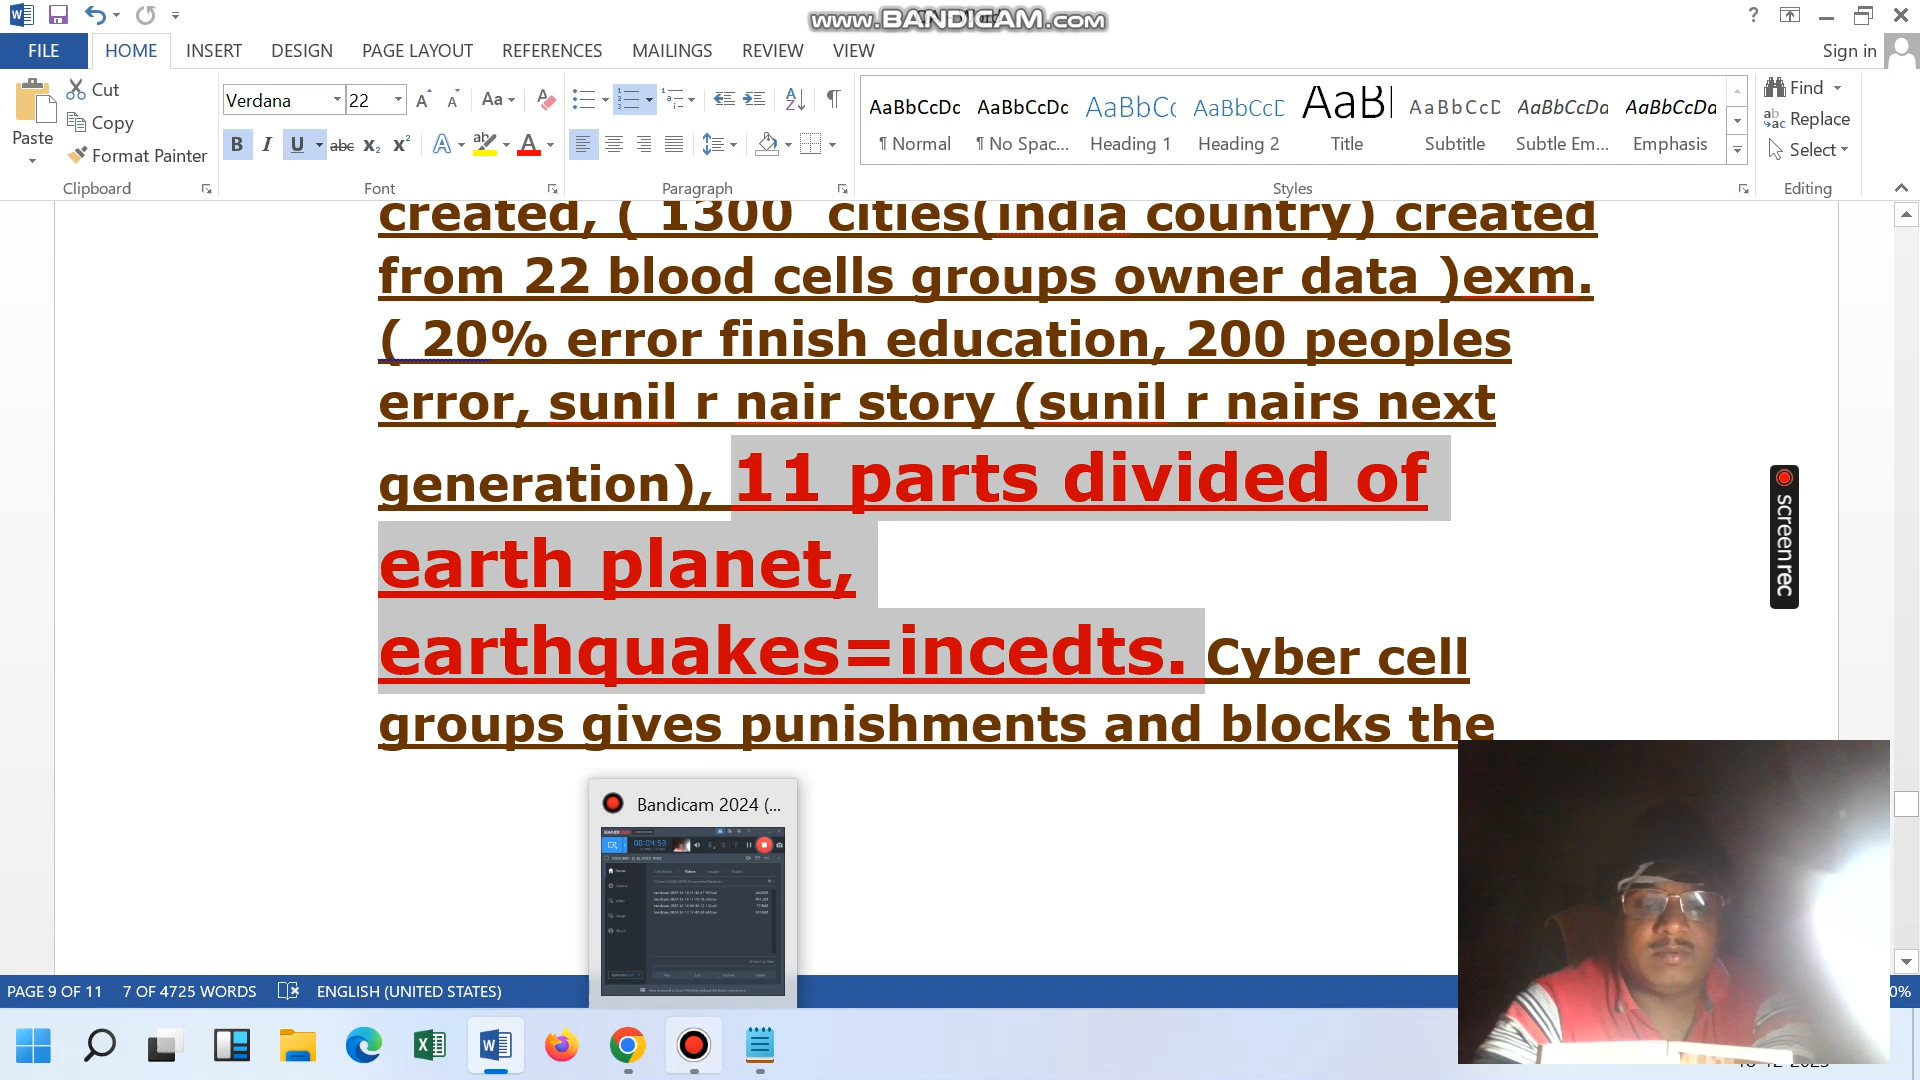 www.BANDICAM.com
FILE HOME INSERT DESIGN PAGE LAYOUT REFERENCES MAILINGS REVIEW VIEW Sign in
Paste Cut Copy Format Painter
Verdana 22
AaBbCcDc AaBbCcDc AaBbCc AaBbCcD AaBl AaBbCcD AaBbCcDa AaBbCcDa
¶ Normal ¶ No Spac... Heading 1 Heading 2 Title Subtitle Subtle Em... Emphasis
Find Replace Select
Clipboard Font Paragraph Styles Editing
created, ( 1300 cities(india country) created
from 22 blood cells groups owner data )exm.
( 20% error finish education, 200 peoples
error, sunil r nair story (sunil r nairs next
generation), 11 parts divided of
earth planet,
earthquakes=incedts. Cyber cell
groups gives punishments and blocks the
screenrec
Bandicam 2024 (...
00:04:53
PAGE 9 OF 11 7 OF 4725 WORDS ENGLISH (UNITED STATES)